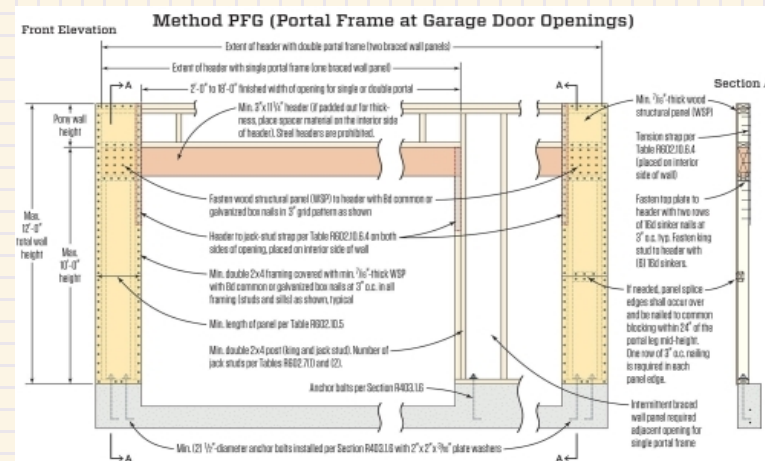 Method PFG (Portal Frame at Garage Door Openings)
Front Elevation
Extent of header with double portal frame (two braced wall panels)
Extent of header with single portal frame (one braced wall panel)
A
2'-0" to 18'-0" finished width of opening for single or double portal
A
Section
Pony wall
height
Min. 3"x11¼" header (if padded out for thick-
ness, place spacer material on the interior side
of header). Steel headers are prohibited.
Min. 7/16"-thick wood
structural panel (WSP)
Tension strap per
Table R602.10.6.4
(placed on interior
side of wall)
Fasten wood structural panel (WSP) to header with 8d common or
galvanized box nails in 3" grid pattern as shown
Fasten top plate to
header with two rows
of 16d sinker nails at
3" o.c. typ. Fasten king
stud to header with
(6) 16d sinkers.
Max.
12'-0"
total wall
height
Max.
10'-0"
height
Header to jack-stud strap per Table R602.10.6.4 on both
sides of opening, placed on interior side of wall
Min. double 2x4 framing covered with min. 7/16"-thick WSP
with 8d common or galvanized box nails at 3" o.c. in all
framing (studs and sills) as shown, typical
If needed, panel splice
edges shall occur over
and be nailed to common
blocking within 24" of the
portal leg mid-height.
One row of 3" o.c. nailing
is required in each
panel edge.
Min. length of panel per Table R602.10.5
Min. double 2x4 post (king and jack stud). Number of
jack studs per Tables R602.7(1) and (2).
Anchor bolts per Section R403.1.6
Intermittent braced
wall panel required
adjacent opening for
single portal frame
Min. (2) ½"-diameter anchor bolts installed per Section R403.1.6 with 2"x2"x3/16" plate washers
A
A